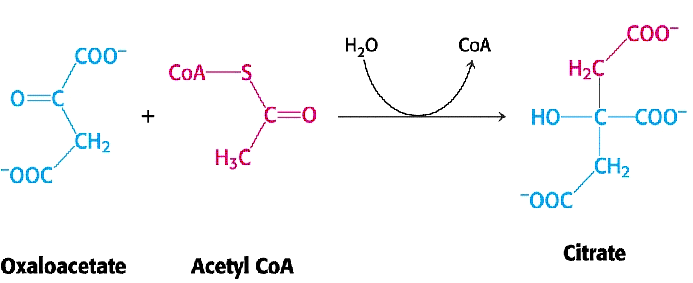 COO⁻
O=C
CH₂
⁻OOC
Oxaloacetate
+
CoA—S
C=O
H₃C
Acetyl CoA
H₂O
CoA
COO⁻
H₂C
HO—C—COO⁻
CH₂
⁻OOC
Citrate